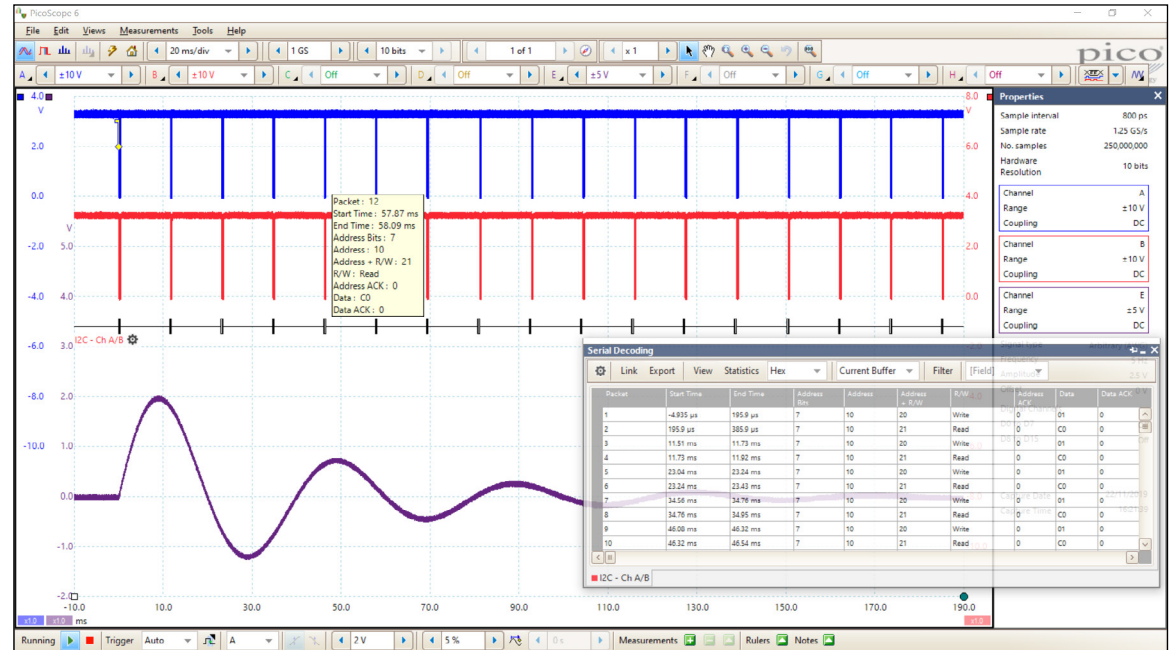 PicoScope 6
File Edit Views Measurements Tools Help
20 ms/div 1 GS 10 bits 1 of 1 x 1
pico
A ±10 V B ±10 V C Off D Off E ±5 V F Off G Off H Off
4.0 8.0
V V
2.0 6.0
0.0 4.0
V
-2.0 5.0 2.0
-4.0 4.0 0.0
-6.0 3.0 I2C - Ch A/B
-8.0 2.0
-10.0 1.0
0.0
-1.0
-2.0
-10.0 10.0 30.0 50.0 70.0 90.0 110.0 130.0 150.0 170.0 190.0
x1.0 x1.0 ms x1.0
Packet : 12
Start Time : 57.87 ms
End Time : 58.09 ms
Address Bits : 7
Address : 10
Address + R/W : 21
R/W : Read
Address ACK : 0
Data : C0
Data ACK : 0
Properties
Sample interval 800 ps
Sample rate 1.25 GS/s
No. samples 250,000,000
Hardware Resolution 10 bits
Channel A
Range ±10 V
Coupling DC
Channel B
Range ±10 V
Coupling DC
Channel E
Range ±5 V
Coupling DC
Serial Decoding
Link Export View Statistics Hex Current Buffer Filter [Field]
Packet Start Time End Time Address Bits Address Address + R/W R/W Address ACK Data Data ACK
1 -4.935 µs 195.9 µs 7 10 20 Write 0 01 0
2 195.9 µs 385.9 µs 7 10 21 Read 0 C0 0
3 11.51 ms 11.73 ms 7 10 20 Write 0 01 0
4 11.73 ms 11.92 ms 7 10 21 Read 0 C0 0
5 23.04 ms 23.24 ms 7 10 20 Write 0 01 0
6 23.24 ms 23.43 ms 7 10 21 Read 0 C0 0
7 34.56 ms 34.76 ms 7 10 20 Write 0 01 0
8 34.76 ms 34.95 ms 7 10 21 Read 0 C0 0
9 46.08 ms 46.32 ms 7 10 20 Write 0 01 0
10 46.32 ms 46.54 ms 7 10 21 Read 0 C0 0
I2C - Ch A/B
Running Trigger Auto A 2 V 5 % 0 s Measurements Rulers Notes